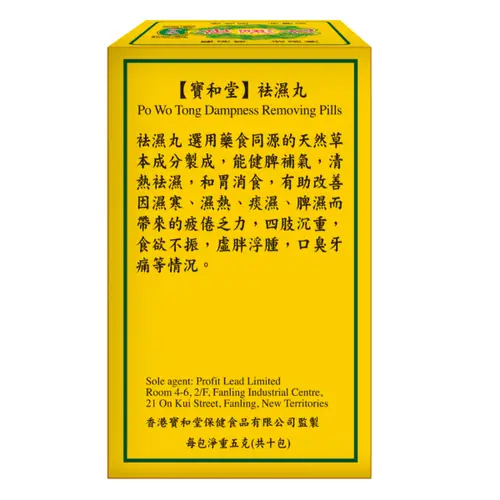 【寶和堂】祛濕丸
Po Wo Tong Dampness Removing Pills
祛濕丸 選用藥食同源的天然草
本成分製成，能健脾補氣，清
熱祛濕，和胃消食，有助改善
因濕寒、濕熱、痰濕、脾濕而
帶來的疲倦乏力，四肢沉重，
食欲不振，虛胖浮腫，口臭牙
痛等情況。
Sole agent: Profit Lead Limited
Room 4-6, 2/F, Fanling Industrial Centre,
21 On Kui Street, Fanling, New Territories
香港寶和堂保健食品有限公司監製
每包淨重五克(共十包)